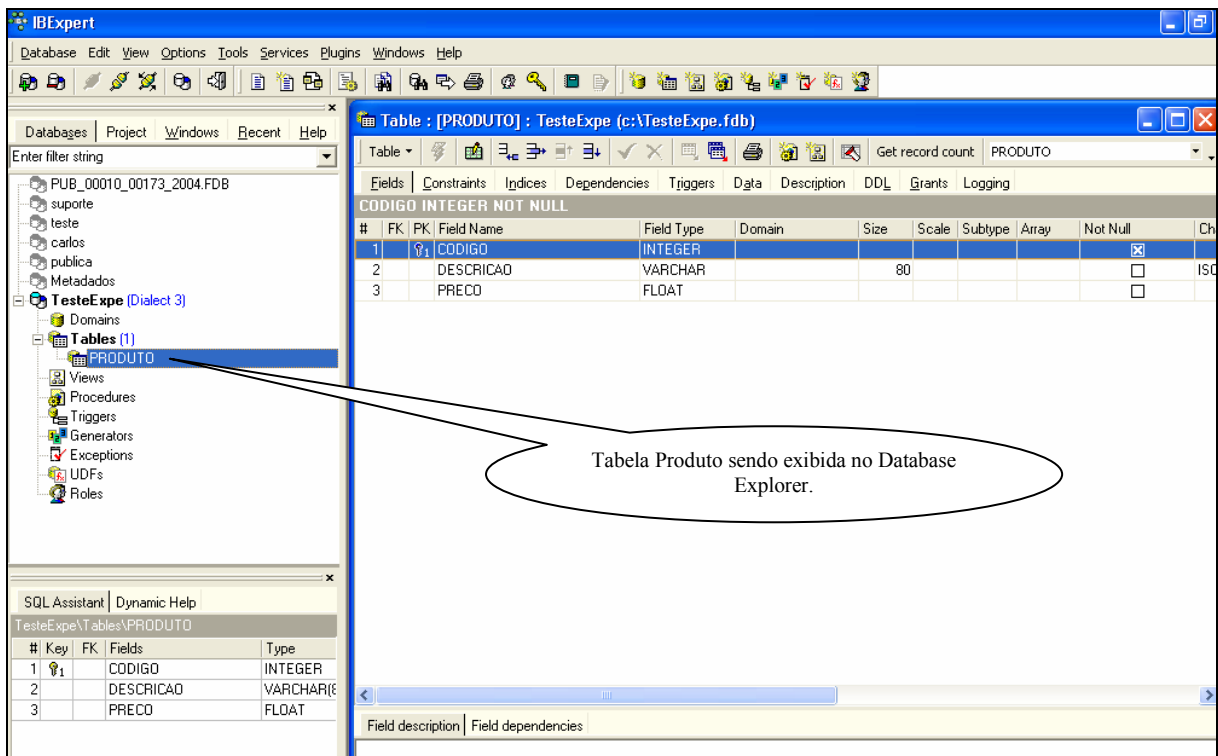 IBExpert
Database Edit View Options Tools Services Plugins Windows Help
Databases Project Windows Recent Help
Enter filter string
PUB_00010_00173_2004.FDB
suporte
teste
carlos
publica
Metadados
TesteExpe (Dialect 3)
Domains
Tables (1)
PRODUTO
Views
Procedures
Triggers
Generators
Exceptions
UDFs
Roles
SQL Assistant Dynamic Help
TesteExpe\Tables\PRODUTO
# Key FK Fields Type
1 1 CODIGO INTEGER
2 DESCRICAO VARCHAR(8
3 PRECO FLOAT
Table : [PRODUTO] : TesteExpe (c:\TesteExpe.fdb)
Table Get record count PRODUTO
Fields Constraints Indices Dependencies Triggers Data Description DDL Grants Logging
CODIGO INTEGER NOT NULL
# FK PK Field Name Field Type Domain Size Scale Subtype Array Not Null Ch
1 1 CODIGO INTEGER
2 DESCRICAO VARCHAR 80 ISO
3 PRECO FLOAT
Tabela Produto sendo exibida no Database
Explorer.
Field description Field dependencies